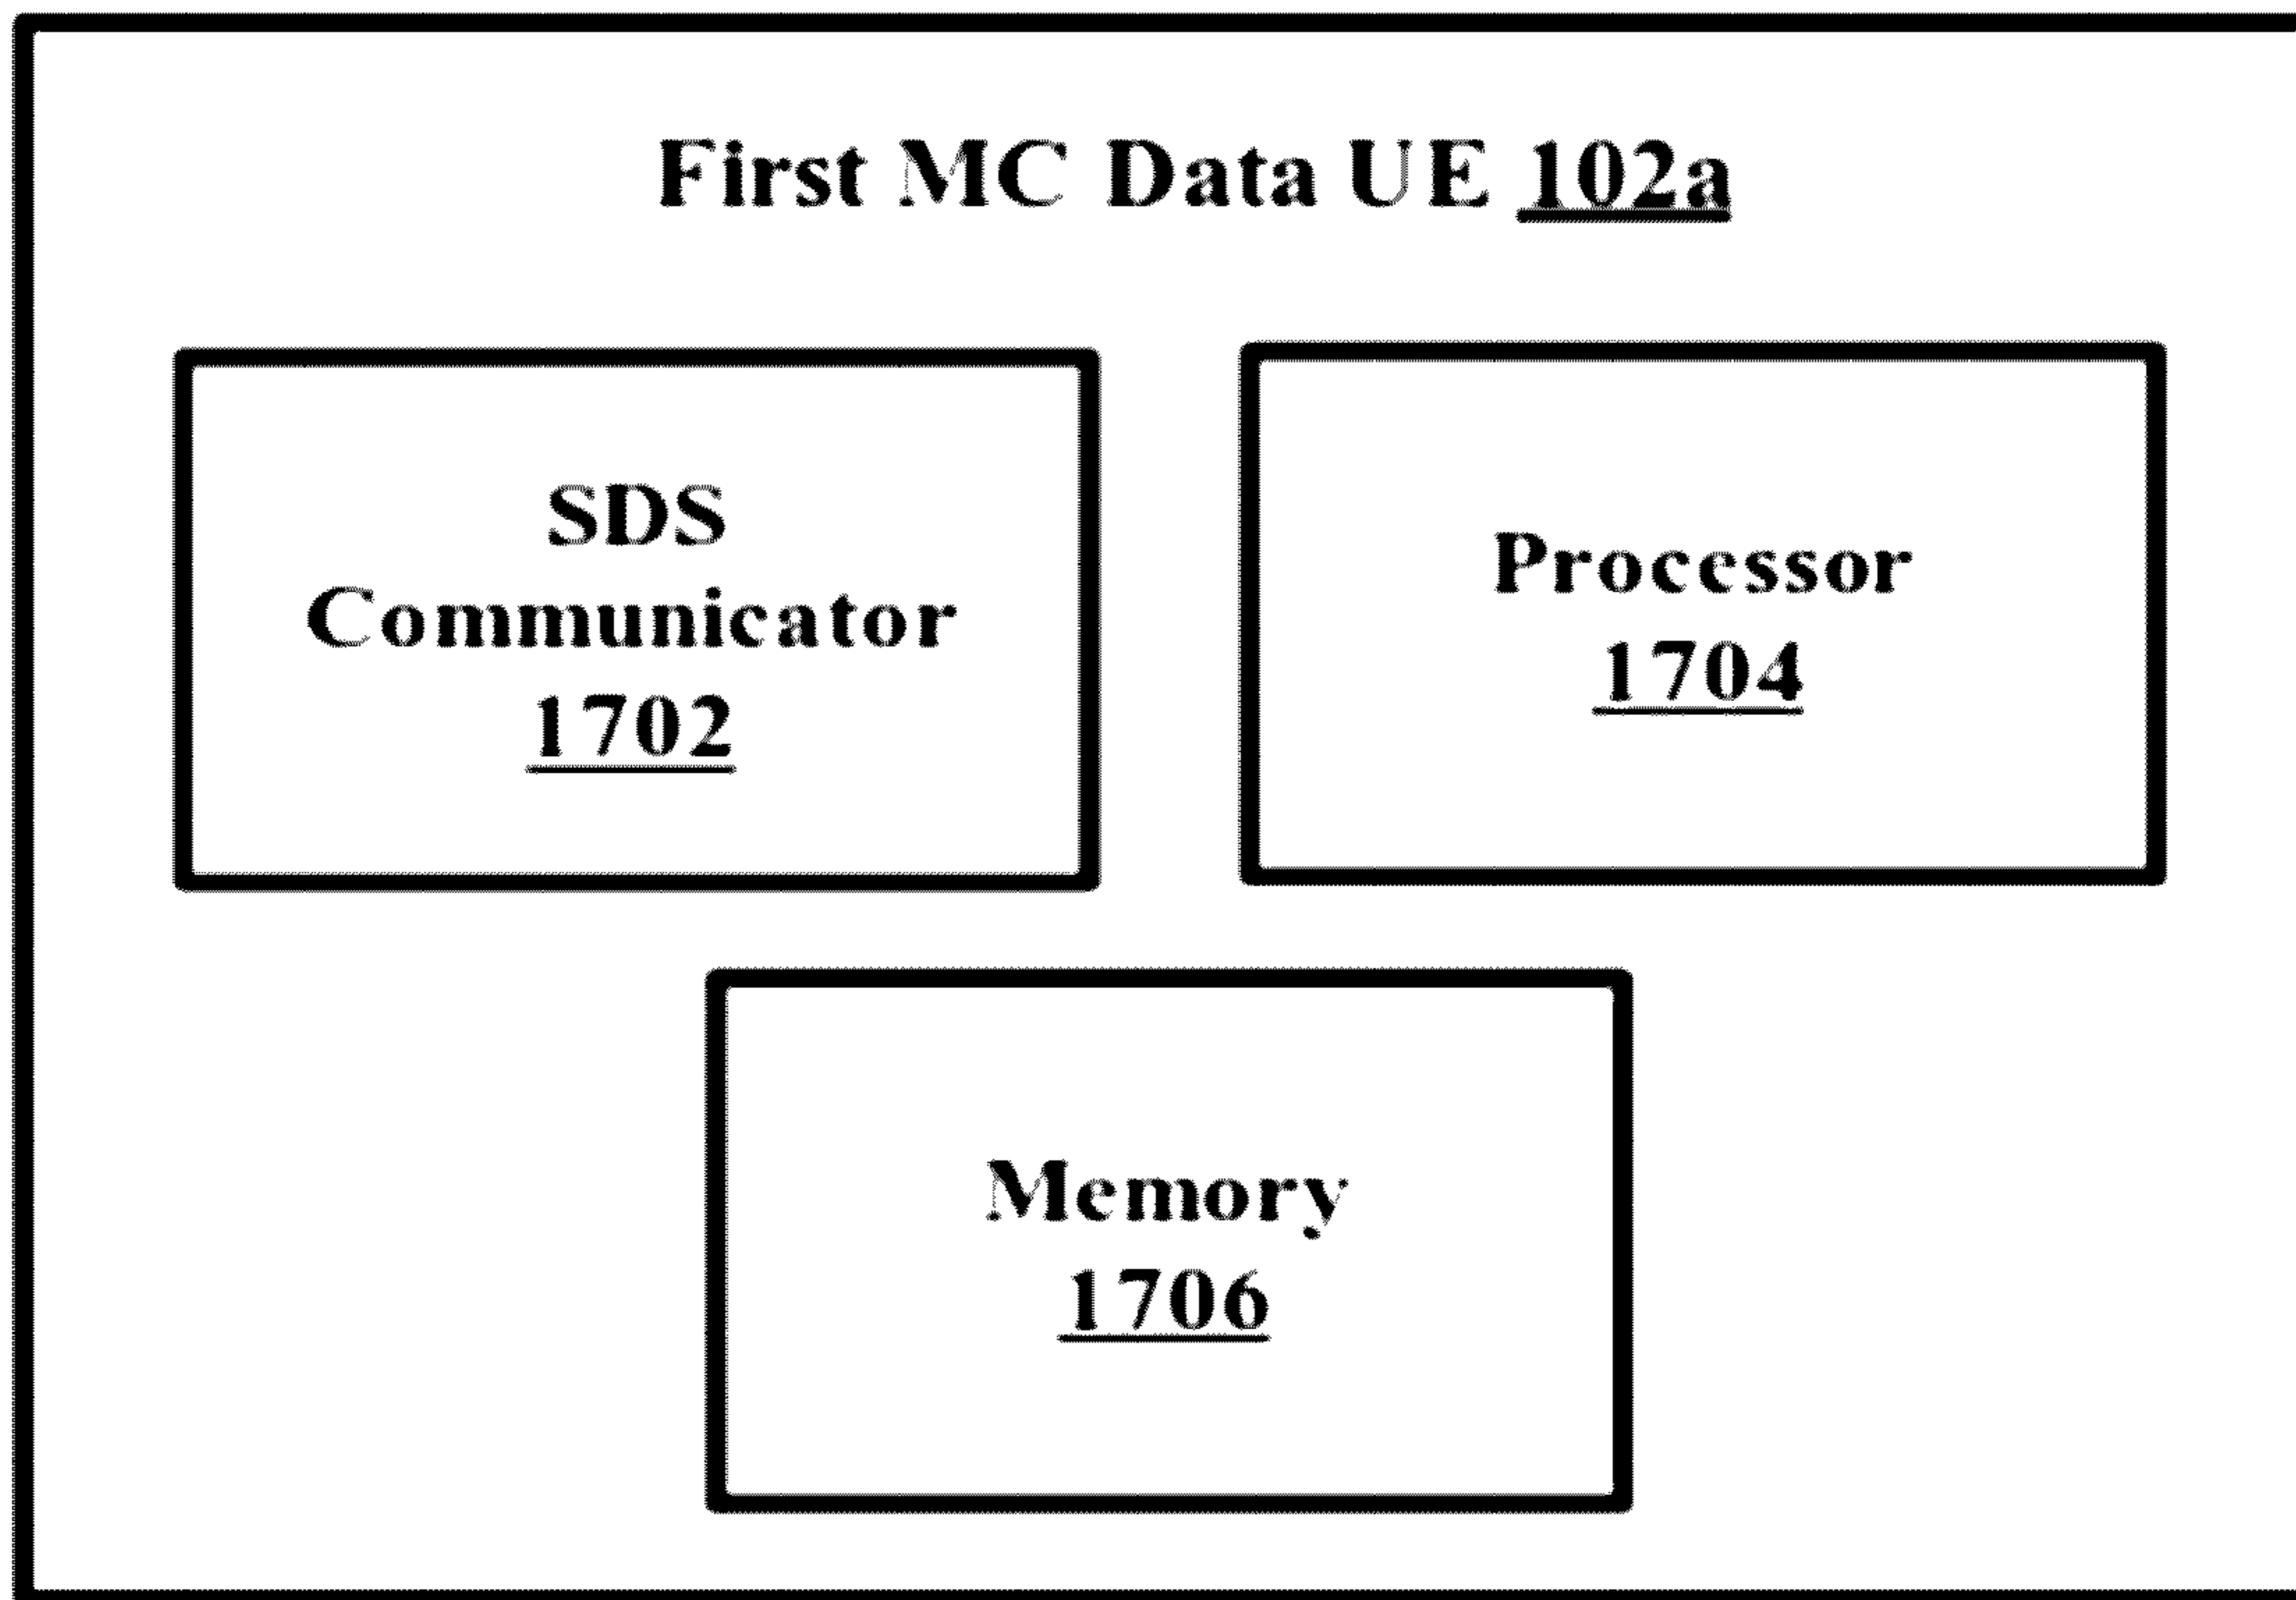 First MC Data UE 102a
SDS
Communicator
1702
Processor
1704
Memory
1706